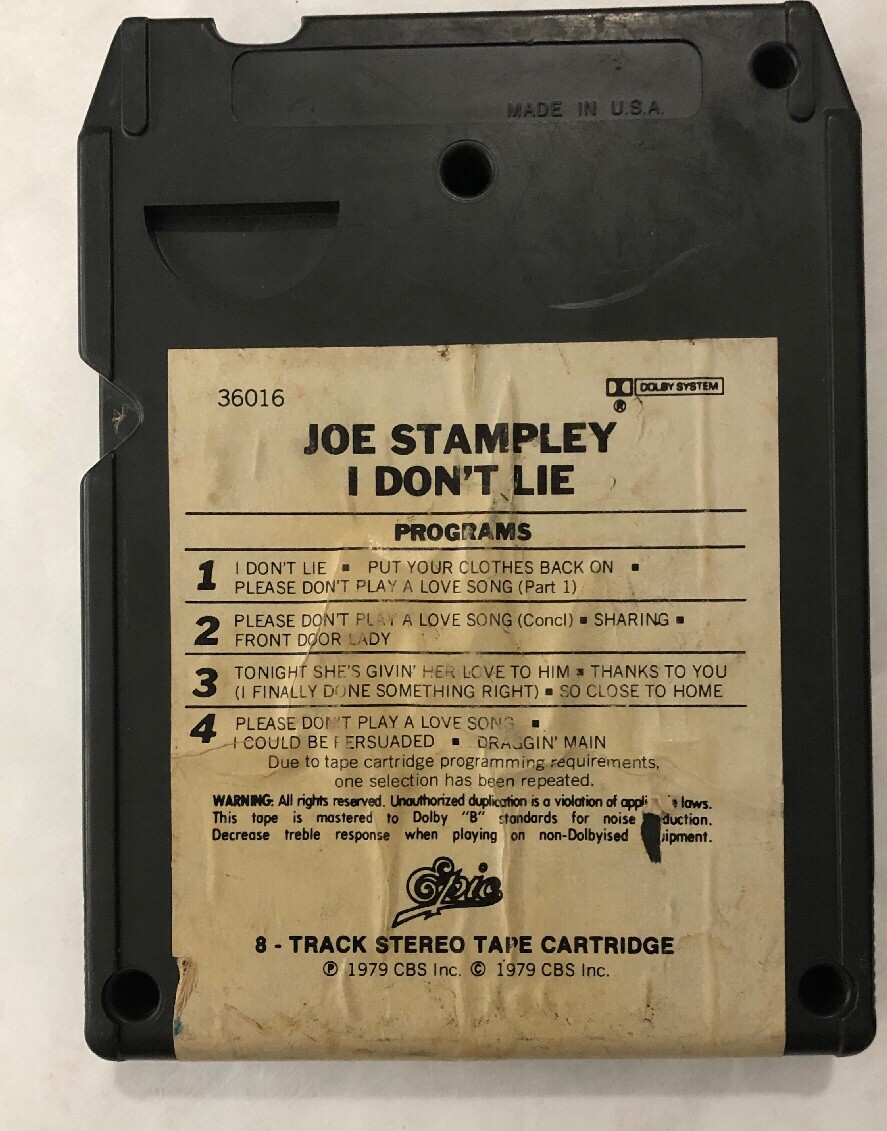 MADE IN U.S.A.
36016
DOLBY SYSTEM
®
JOE STAMPLEY
I DON'T LIE
PROGRAMS
1 I DON'T LIE ▪ PUT YOUR CLOTHES BACK ON ▪
PLEASE DON'T PLAY A LOVE SONG (Part 1)
2 PLEASE DON'T PLAY A LOVE SONG (Concl) ▪ SHARING ▪
FRONT DOOR LADY
3 TONIGHT SHE'S GIVIN' HER LOVE TO HIM ▪ THANKS TO YOU
(I FINALLY DONE SOMETHING RIGHT) ▪ SO CLOSE TO HOME
4 PLEASE DON'T PLAY A LOVE SONG ▪
I COULD BE PERSUADED ▪ DRAGGIN' MAIN
Due to tape cartridge programming requirements,
one selection has been repeated.
WARNING: All rights reserved. Unauthorized duplication is a violation of laws.
This tape is mastered to Dolby "B" standards for noise
Decrease treble response when playing on non-Dolbyised
Epic
8 - TRACK STEREO TAPE CARTRIDGE
℗ 1979 CBS Inc. © 1979 CBS Inc.